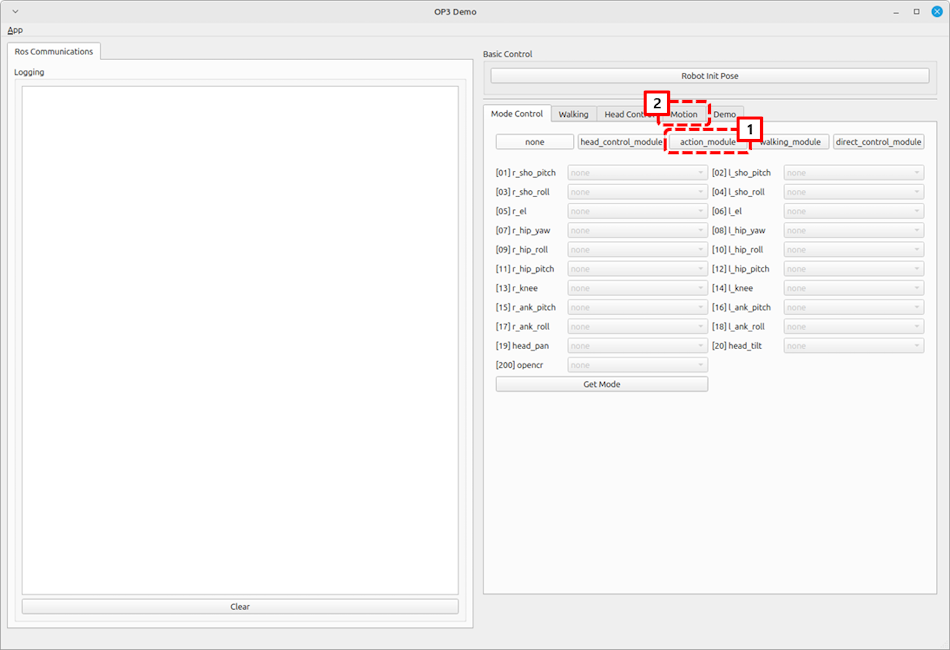 OP3 Demo
App
Ros Communications
Logging
Clear
Basic Control
Robot Init Pose
Mode Control Walking Head Contr Motion Demo
2
1
none head_control_module action_module walking_module direct_control_module
[01] r_sho_pitch none [02] l_sho_pitch none
[03] r_sho_roll none [04] l_sho_roll none
[05] r_el none [06] l_el none
[07] r_hip_yaw none [08] l_hip_yaw none
[09] r_hip_roll none [10] l_hip_roll none
[11] r_hip_pitch none [12] l_hip_pitch none
[13] r_knee none [14] l_knee none
[15] r_ank_pitch none [16] l_ank_pitch none
[17] r_ank_roll none [18] l_ank_roll none
[19] head_pan none [20] head_tilt none
[200] opencr none
Get Mode